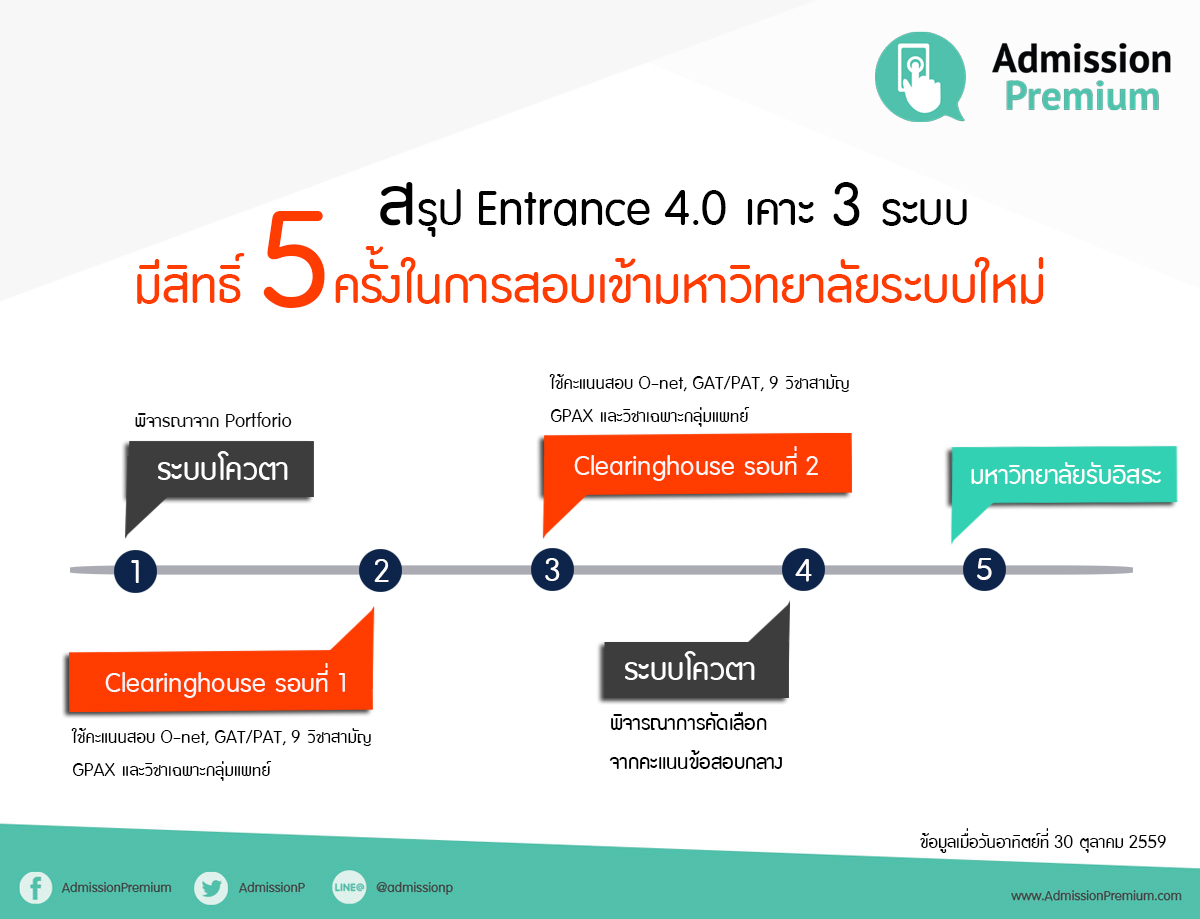 Admission
Premium
สรุป Entrance 4.0 เคาะ 3 ระบบ
มีสิทธิ์ 5 ครั้งในการสอบเข้ามหาวิทยาลัยระบบใหม่
พิจารณาจาก Portforio
ระบบโควตา
ใช้คะแนนสอบ O-net, GAT/PAT, 9 วิชาสามัญ
GPAX และวิชาเฉพาะกลุ่มแพทย์
Clearinghouse รอบที่ 2
มหาวิทยาลัยรับอิสระ
1
2
3
4
5
Clearinghouse รอบที่ 1
ใช้คะแนนสอบ O-net, GAT/PAT, 9 วิชาสามัญ
GPAX และวิชาเฉพาะกลุ่มแพทย์
ระบบโควตา
พิจารณาการคัดเลือก
จากคะแนนข้อสอบกลาง
ข้อมูลเมื่อวันอาทิตย์ที่ 30 ตุลาคม 2559
AdmissionPremium
AdmissionP
LINE@
@admissionp
www.AdmissionPremium.com